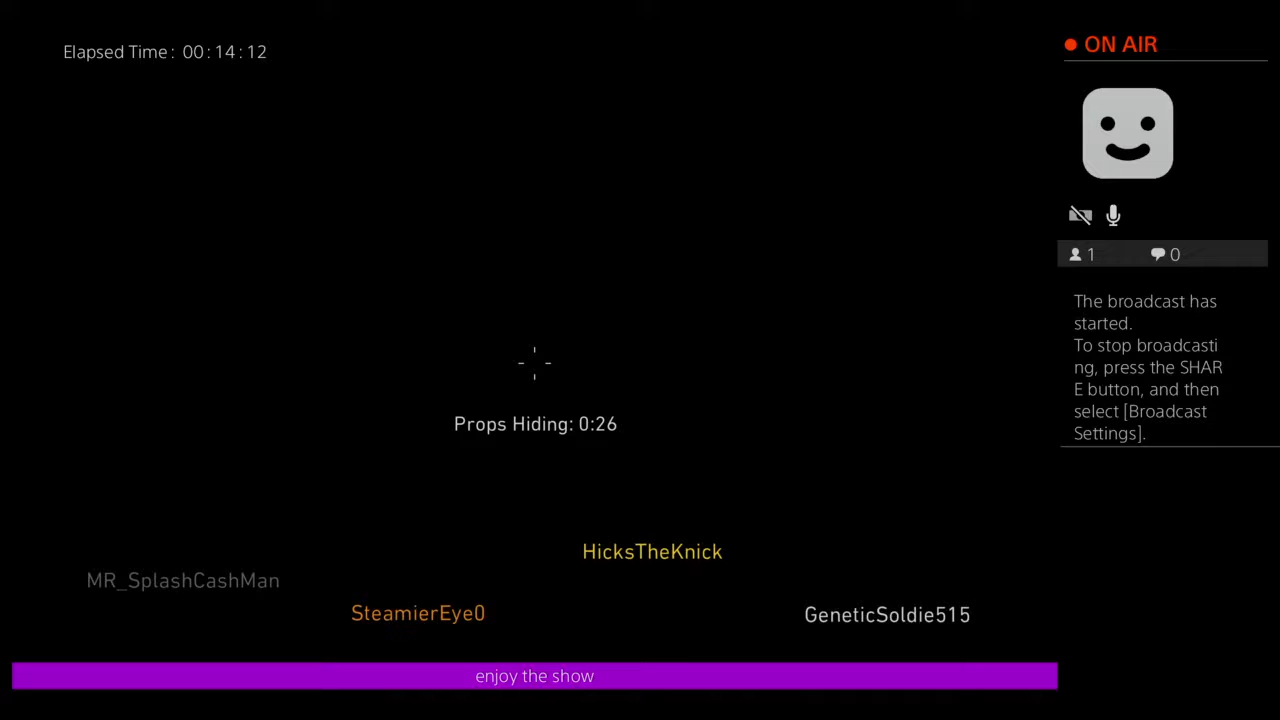 Elapsed Time: 00:14:12
ON AIR
1
0
The broadcast has
started.
To stop broadcasti
ng, press the SHAR
E button, and then
select [Broadcast
Settings].
Props Hiding: 0:26
HicksTheKnick
MR_SplashCashMan
SteamierEye0
GeneticSoldie515
enjoy the show